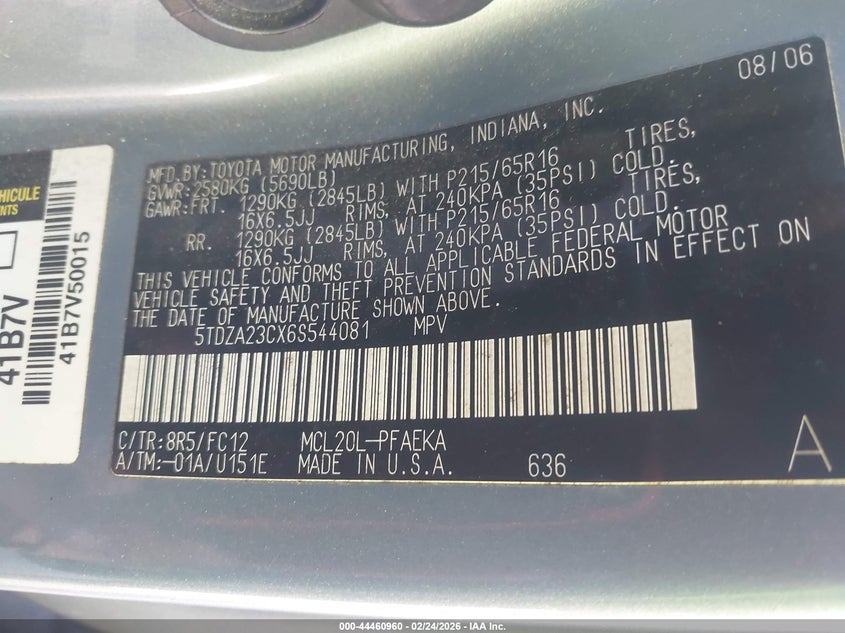 08/06
MFD.BY:TOYOTA MOTOR MANUFACTURING, INDIANA, INC.
GVWR:2580KG (5690LB)
GAWR:FRT. 1290KG (2845LB) WITH P215/65R16 TIRES,
16X6.5JJ RIMS, AT 240KPA (35PSI) COLD.
RR. 1290KG (2845LB) WITH P215/65R16 TIRES,
16X6.5JJ RIMS, AT 240KPA (35PSI) COLD.
THIS VEHICLE CONFORMS TO ALL APPLICABLE FEDERAL MOTOR
VEHICLE SAFETY AND THEFT PREVENTION STANDARDS IN EFFECT ON
THE DATE OF MANUFACTURE SHOWN ABOVE.
5TDZA23CX6S544081 MPV
C/TR:8R5/FC12 MCL20L-PFAEKA
A/TM:-01A/U151E MADE IN U.S.A. 636
A
41B7V
41B7V50015
000-44460960 - 02/24/2026 - IAA Inc.